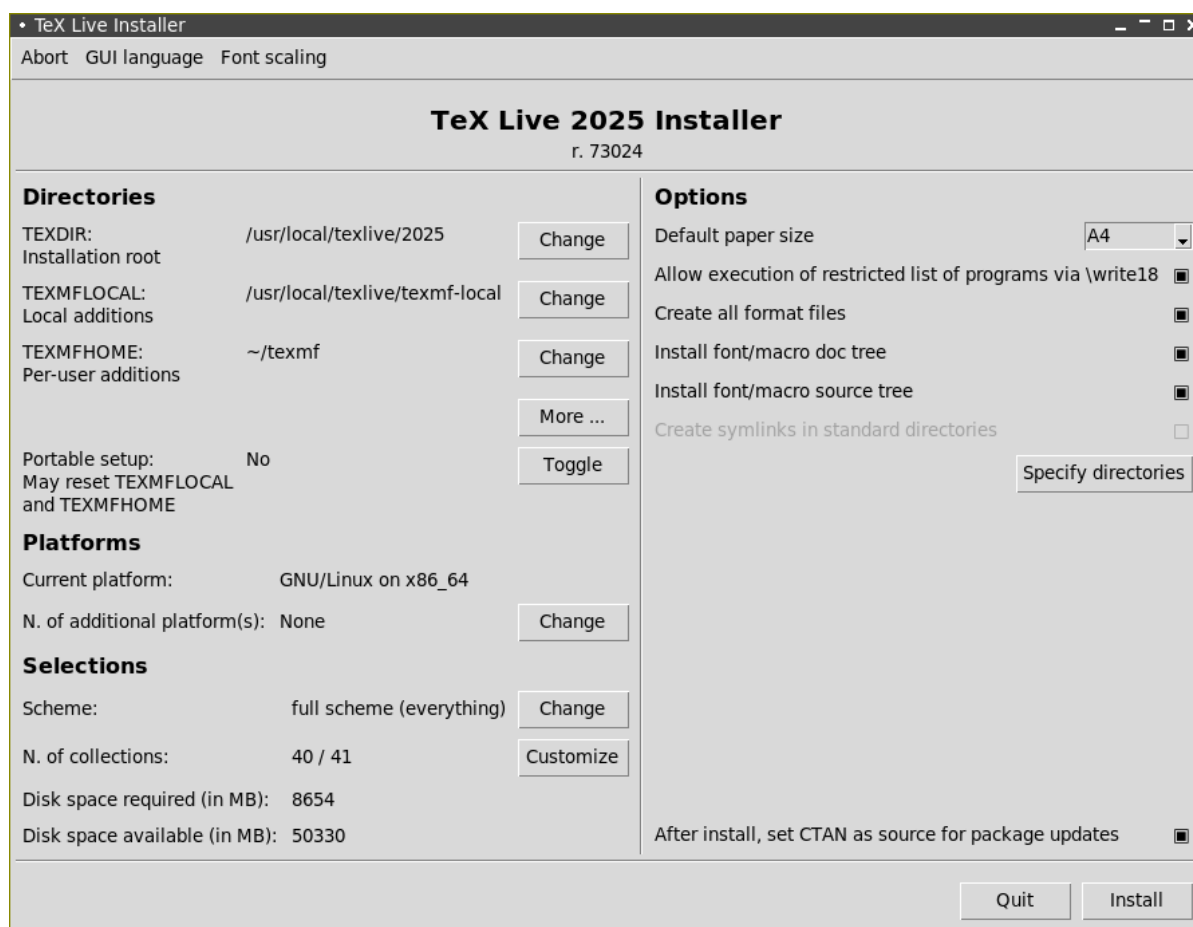 TeX Live Installer
Abort GUI language Font scaling
TeX Live 2025 Installer
r. 73024
Directories
TEXDIR: /usr/local/texlive/2025 Change
Installation root
TEXMFLOCAL: /usr/local/texlive/texmf-local Change
Local additions
TEXMFHOME: ~/texmf Change
Per-user additions
More ...
Portable setup: No Toggle
May reset TEXMFLOCAL
and TEXMFHOME
Platforms
Current platform: GNU/Linux on x86_64
N. of additional platform(s): None Change
Selections
Scheme: full scheme (everything) Change
N. of collections: 40 / 41 Customize
Disk space required (in MB): 8654
Disk space available (in MB): 50330
Options
Default paper size A4
Allow execution of restricted list of programs via \write18
Create all format files
Install font/macro doc tree
Install font/macro source tree
Create symlinks in standard directories
Specify directories
After install, set CTAN as source for package updates
Quit Install